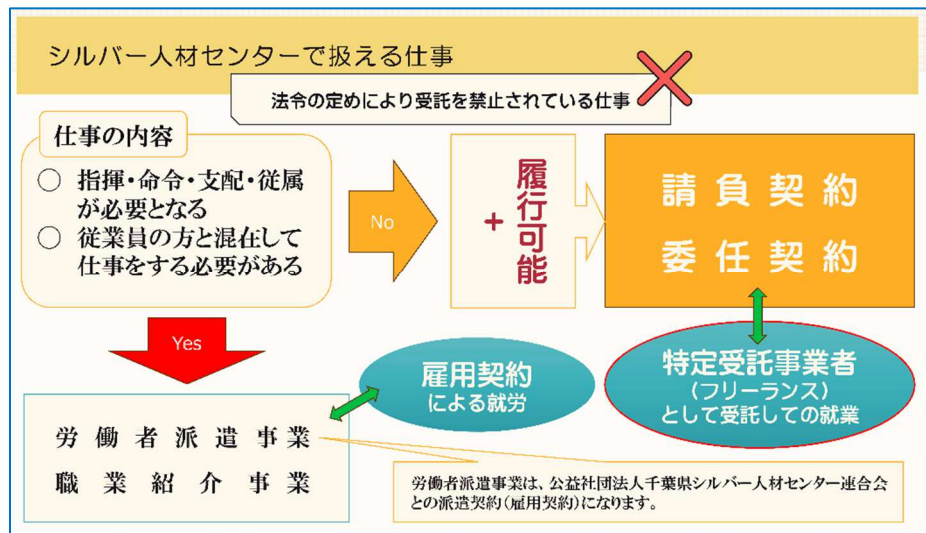 シルバー人材センターで扱える仕事
法令の定めにより受託を禁止されている仕事
仕事の内容
○ 指揮・命令・支配・従属
が必要となる
○ 従業員の方と混在して
仕事をする必要がある
No
+
履行可能
請負契約
委任契約
Yes
雇用契約
による就労
特定受託事業者
(フリーランス)
として受託しての就業
労働者派遣事業
職業紹介事業
労働者派遣事業は、公益社団法人千葉県シルバー人材センター連合会
との派遣契約(雇用契約)になります。